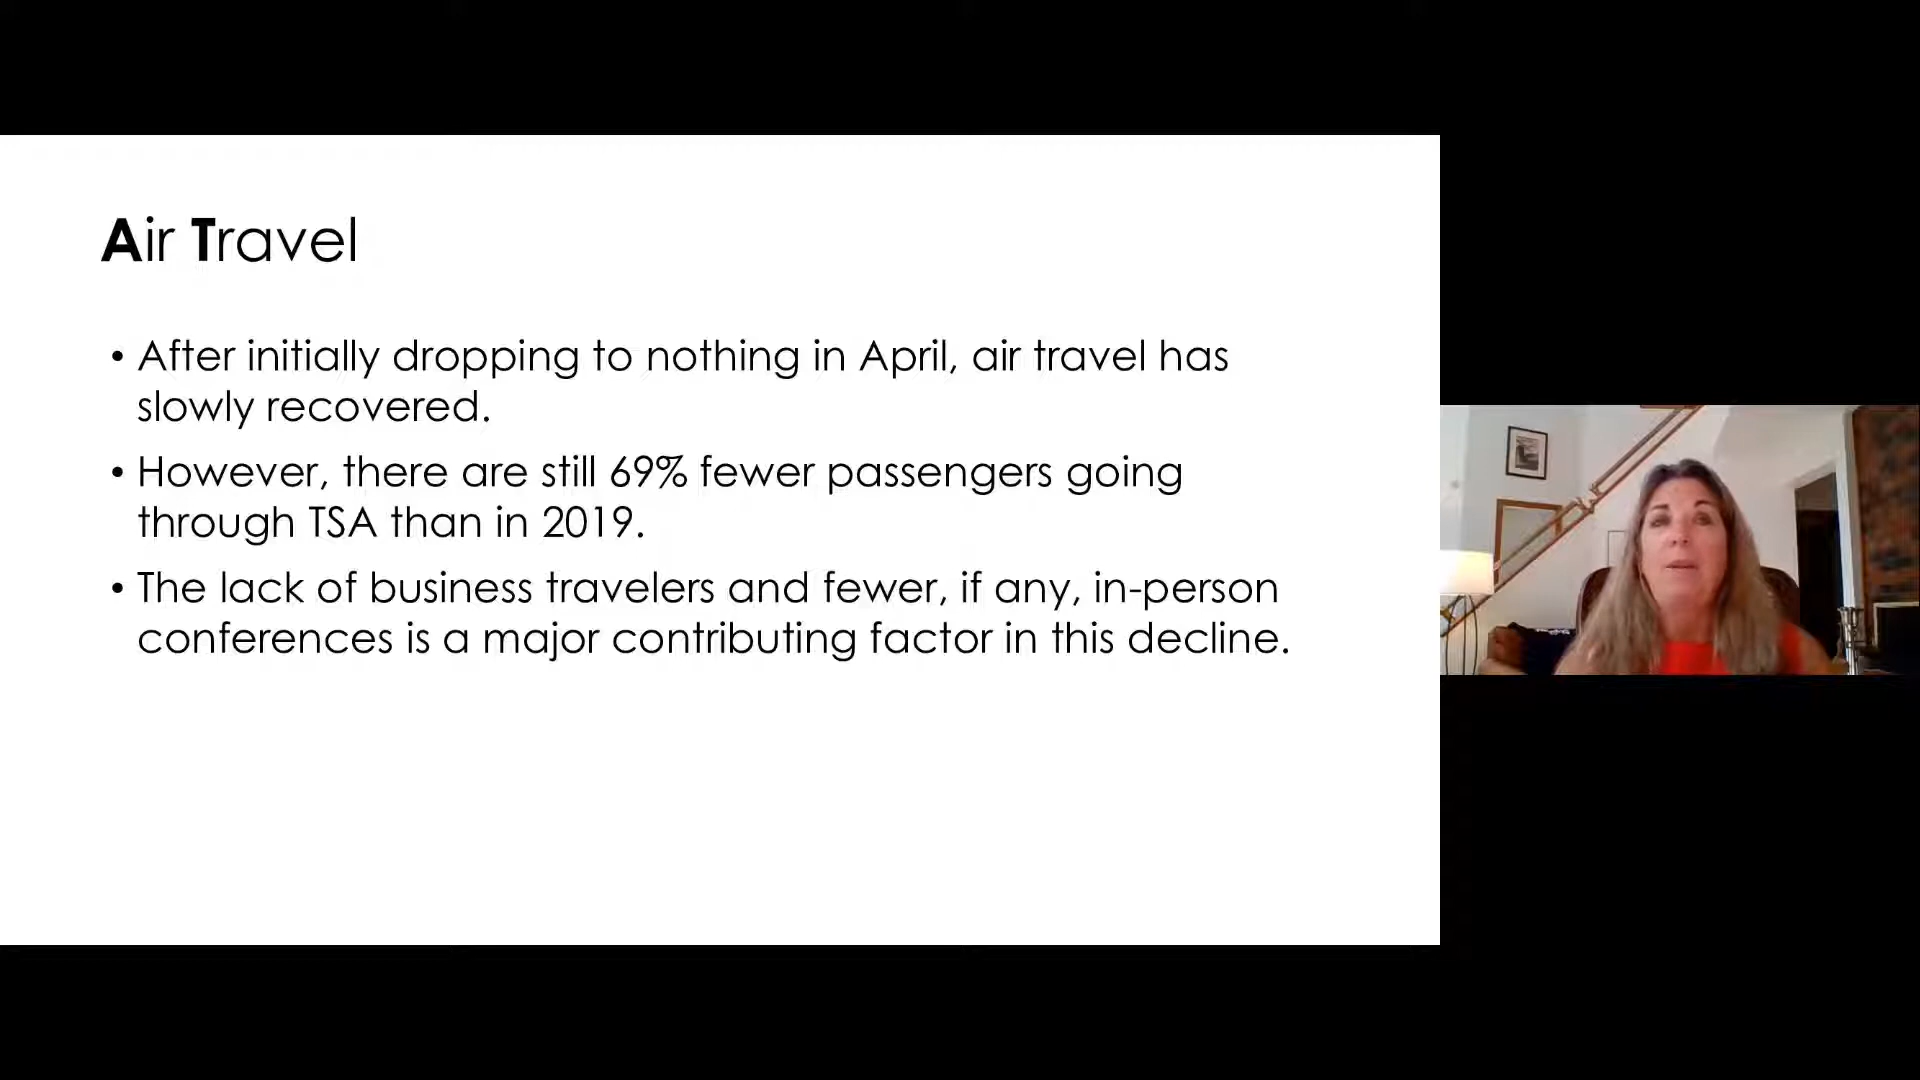 Air Travel
• After initially dropping to nothing in April, air travel has
slowly recovered.
• However, there are still 69% fewer passengers going
through TSA than in 2019.
• The lack of business travelers and fewer, if any, in-person
conferences is a major contributing factor in this decline.